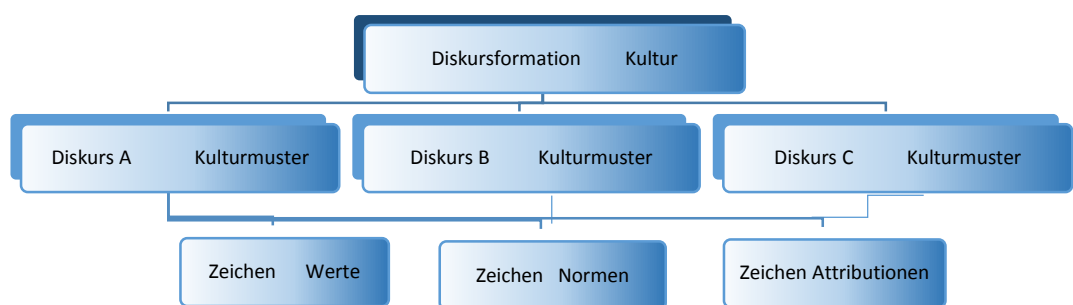 Diskursformation Kultur
Diskurs A Kulturmuster
Diskurs B Kulturmuster
Diskurs C Kulturmuster
Zeichen Werte
Zeichen Normen
Zeichen Attributionen